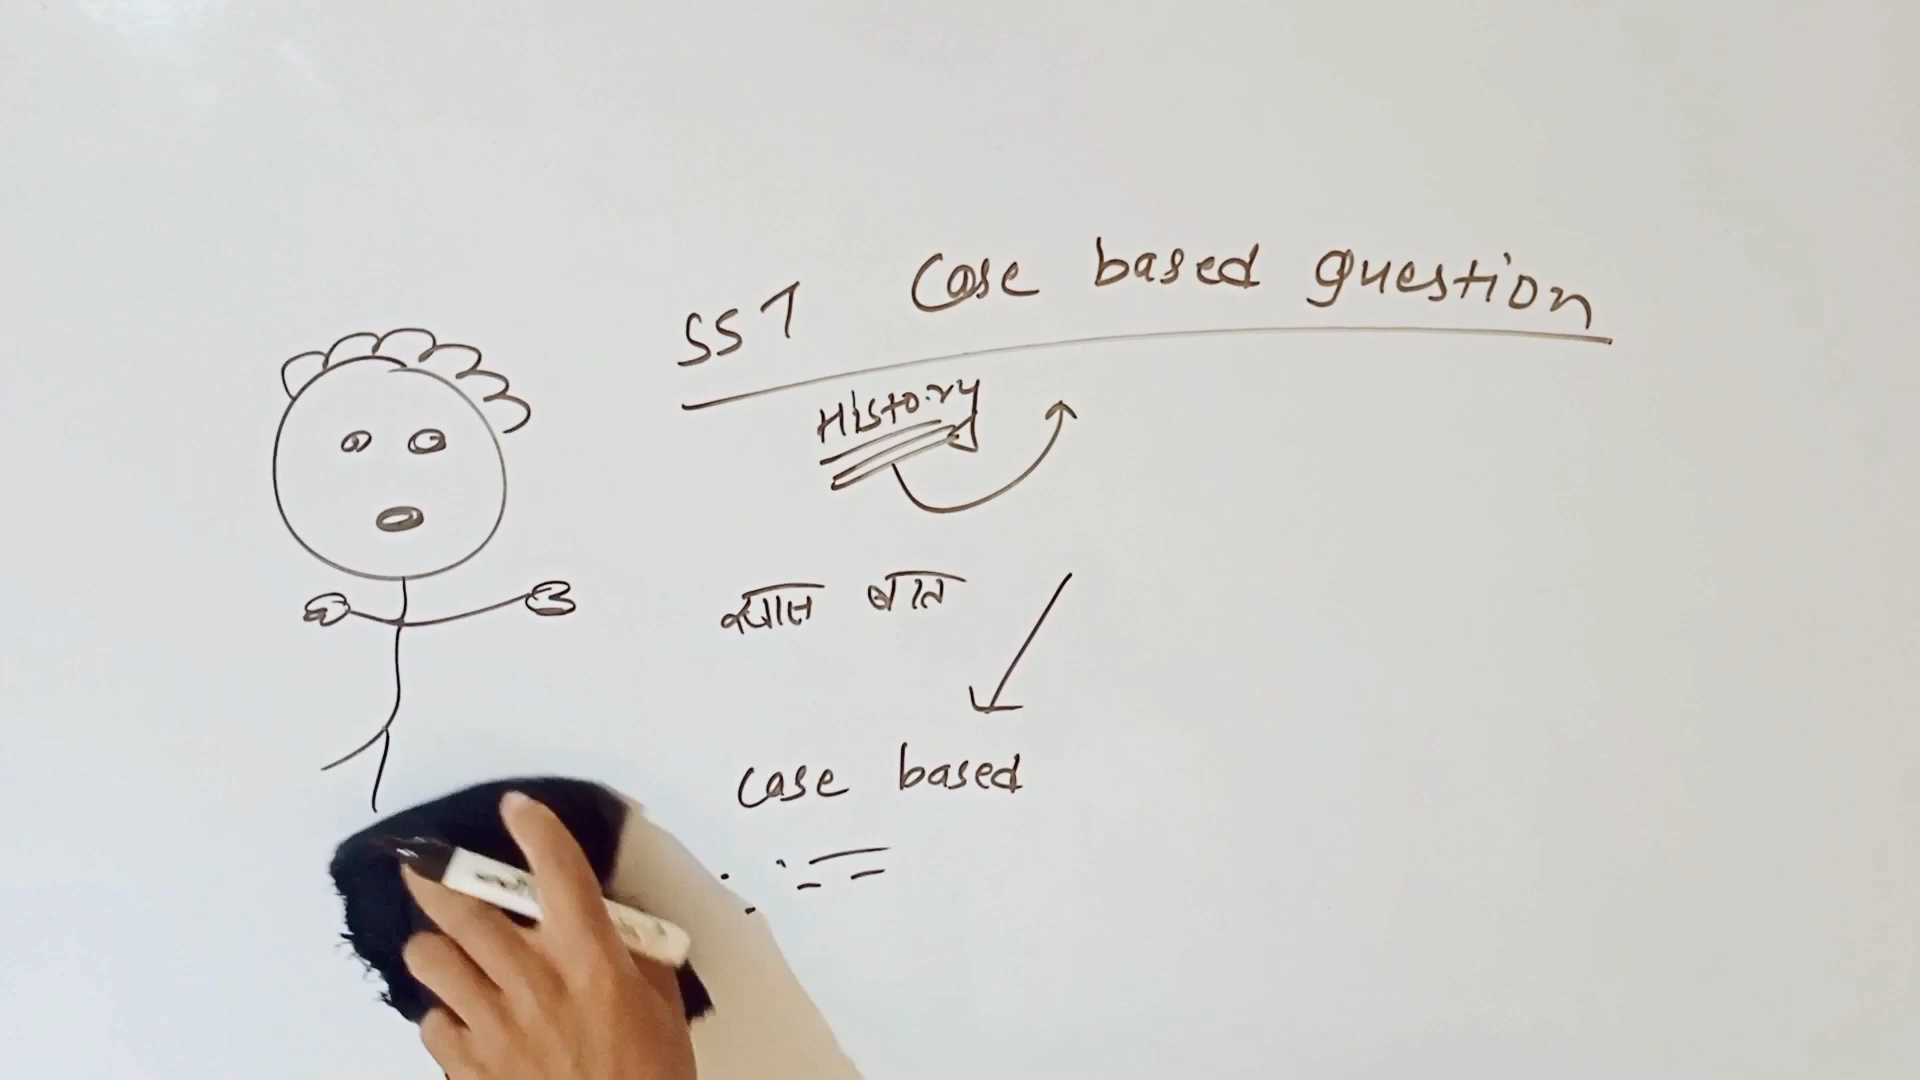 SST Case based question
History
ख्यास बात
case based